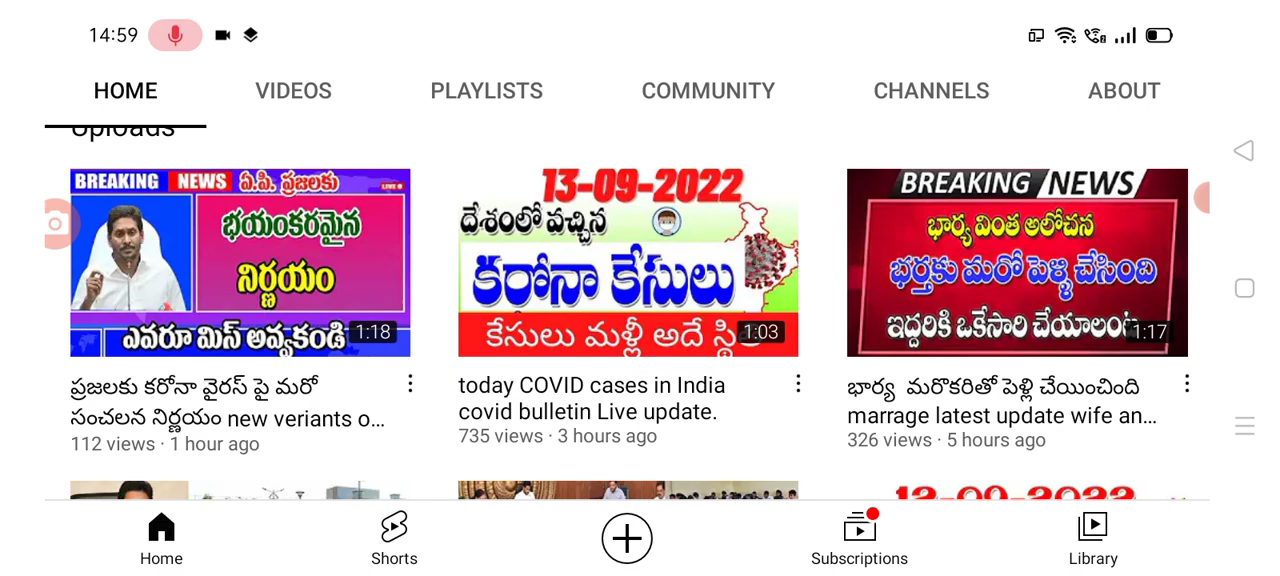 14:59
HOME VIDEOS PLAYLISTS COMMUNITY CHANNELS ABOUT
Uploads
BREAKING NEWS ఏ.పి. ప్రజలకు LIVE
భయంకరమైన
నిర్ణయం
ఎవరూ మిస్ అవ్వకండి 1:18
13-09-2022
దేశంలో వచ్చిన
కరోనా కేసులు
కేసులు మళ్లీ అదే 1:03
BREAKING NEWS
భార్య వింత అలోచన
భర్తకు మరో పెళ్ళి చేసింది
ఇద్దరికి ఒకేసారి 1:17
ప్రజలకు కరోనా వైరస్ పై మరో
సంచలన నిర్ణయం new veriants o...
112 views · 1 hour ago
today COVID cases in India
covid bulletin Live update.
735 views · 3 hours ago
భార్య మరొకరితో పెళ్లి చేయించింది
marrage latest update wife an...
326 views · 5 hours ago
Home Shorts Subscriptions Library